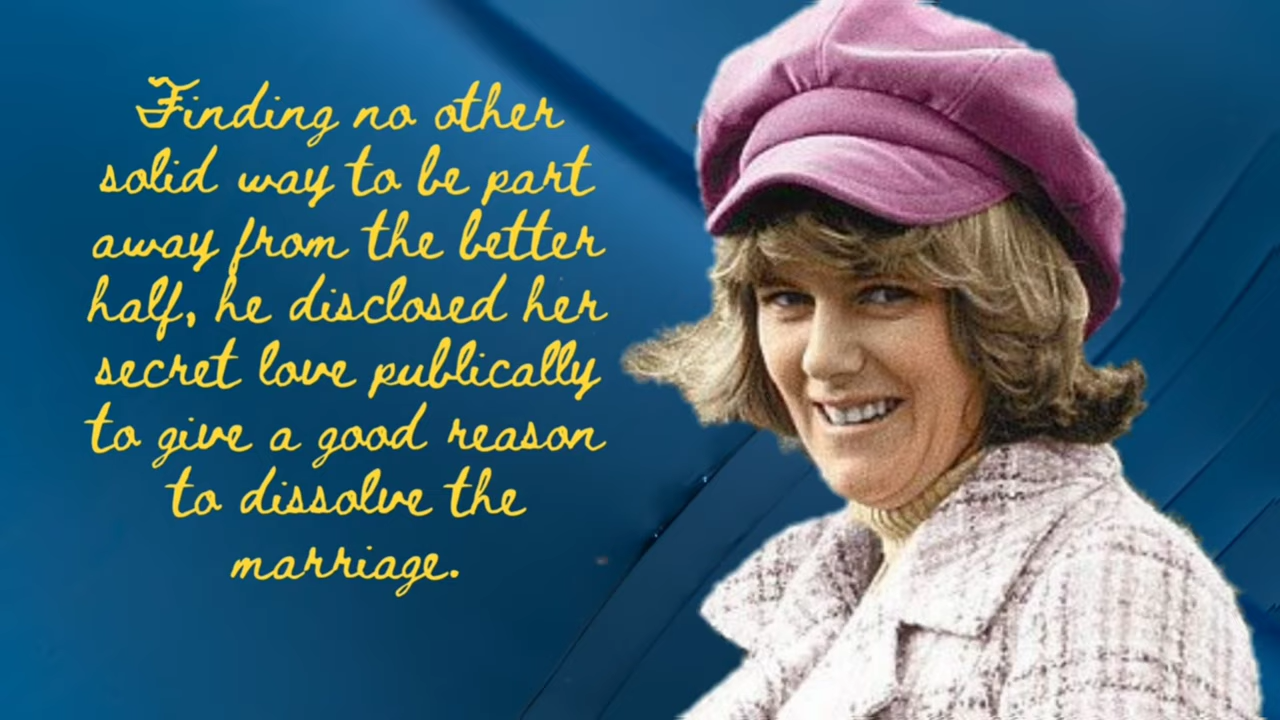 Finding no other
solid way to be part
away from the better
half, he disclosed her
secret love publically
to give a good reason
to dissolve the
marriage.